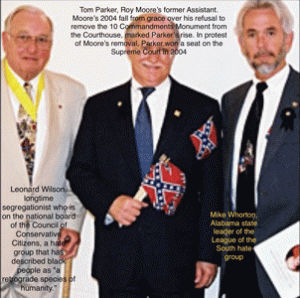 Tom Parker, Roy Moore's former Assistant.
Moore's 2004 fall from grace over his refusal to
remove the 10 Commandments Monument from
the Courthouse, marked Parker's rise. In protest
of Moore's removal, Parker won a seat on the
Supreme Court in 2004
Leonard Wilson,
longtime
segregationist who is
on the national board
of the Council of
Conservative
Citizens, a hate
group that has
described black
people as "a
retrograde species of
humanity."
Mike Whorton,
Alabama state
leader of the
League of the
South hate
group